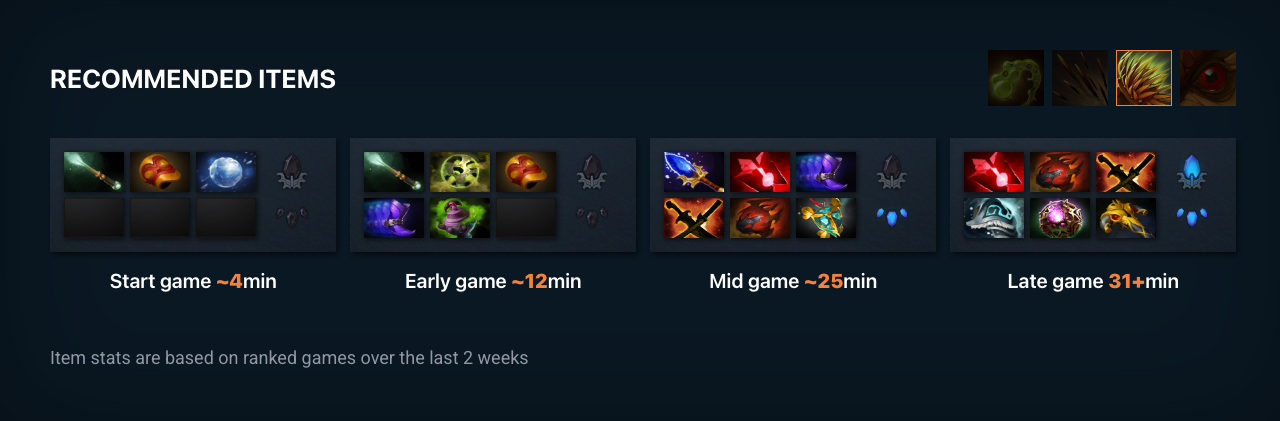 RECOMMENDED ITEMS
Start game ~4min
Early game ~12min
Mid game ~25min
Late game 31+min
Item stats are based on ranked games over the last 2 weeks